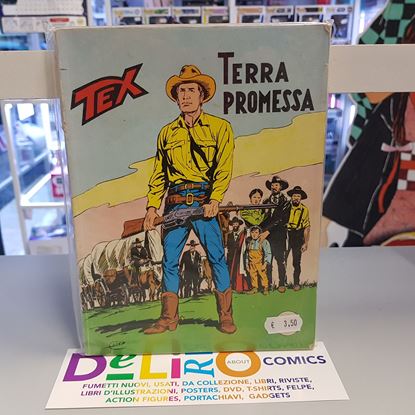 TEX
TERRA
PROMESSA
€ 3,50
DeLiRO ABOUT COMICS
FUMETTI NUOVI, USATI, DA COLLEZIONE, LIBRI, RIVISTE,
LIBRI D'ILLUSTRAZIONI, POSTERS, DVD, T-SHIRTS, FELPE,
ACTION FIGURES, PORTACHIAVI, GADGETS